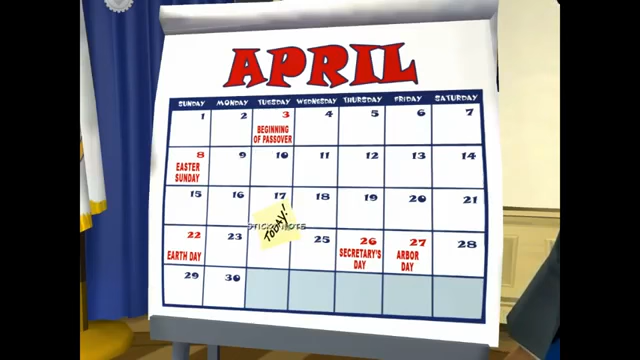 APRIL
SUNDAY MONDAY TUESDAY WEDNESDAY THURSDAY FRIDAY SATURDAY
1 2 3 4 5 6 7
BEGINNING
OF PASSOVER
8 9 10 11 12 13 14
EASTER
SUNDAY
15 16 17 18 19 20 21
TODAY!
STICKY NOTE
22 23 25 26 27 28
EARTH DAY
SECRETARY'S
DAY
ARBOR
DAY
29 30